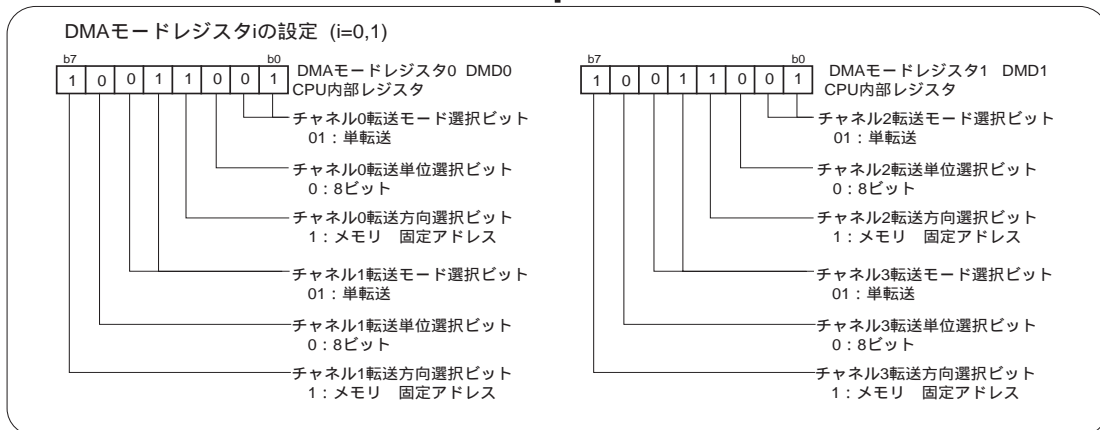 DMAモードレジスタiの設定 (i=0,1)
b7 b0
1 0 0 1 1 0 0 1
DMAモードレジスタ0 DMD0
CPU内部レジスタ
チャネル0転送モード選択ビット
01：単転送
チャネル0転送単位選択ビット
0：8ビット
チャネル0転送方向選択ビット
1：メモリ　固定アドレス
チャネル1転送モード選択ビット
01：単転送
チャネル1転送単位選択ビット
0：8ビット
チャネル1転送方向選択ビット
1：メモリ　固定アドレス
b7 b0
1 0 0 1 1 0 0 1
DMAモードレジスタ1 DMD1
CPU内部レジスタ
チャネル2転送モード選択ビット
01：単転送
チャネル2転送単位選択ビット
0：8ビット
チャネル2転送方向選択ビット
1：メモリ　固定アドレス
チャネル3転送モード選択ビット
01：単転送
チャネル3転送単位選択ビット
0：8ビット
チャネル3転送方向選択ビット
1：メモリ　固定アドレス